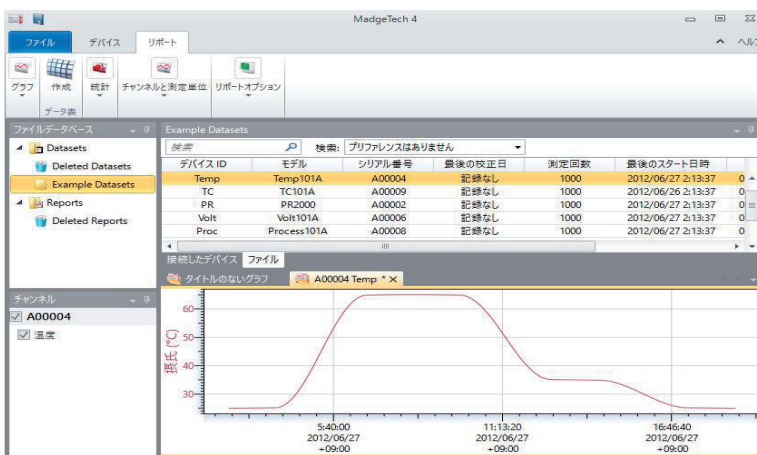 MadgeTech 4
ファイル デバイス リポート
グラフ 作成 統計 チャンネルと測定単位 リポートオプション
データ表
ファイルデータベース
Datasets
Deleted Datasets
Example Datasets
Reports
Deleted Reports
Example Datasets
検索 検索: プリファレンスはありません
デバイス ID モデル シリアル番号 最後の校正日 測定回数 最後のスタート日時
Temp Temp101A A00004 記録なし 1000 2012/06/27 2:13:37 0
TC TC101A A00009 記録なし 1000 2012/06/26 2:13:37 0
PR PR2000 A00002 記録なし 1000 2012/06/27 2:13:37 0
Volt Volt101A A00006 記録なし 1000 2012/06/27 2:13:37 0
Proc Process101A A00008 記録なし 1000 2012/06/27 2:13:37 0
接続したデバイス ファイル
タイトルのないグラフ A00004 Temp *
チャンネル
A00004
温度
摂氏 (°C)
60
50
40
30
5:40:00 11:13:20 16:46:40
2012/06/27 2012/06/27 2012/06/27
+09:00 +09:00 +09:00